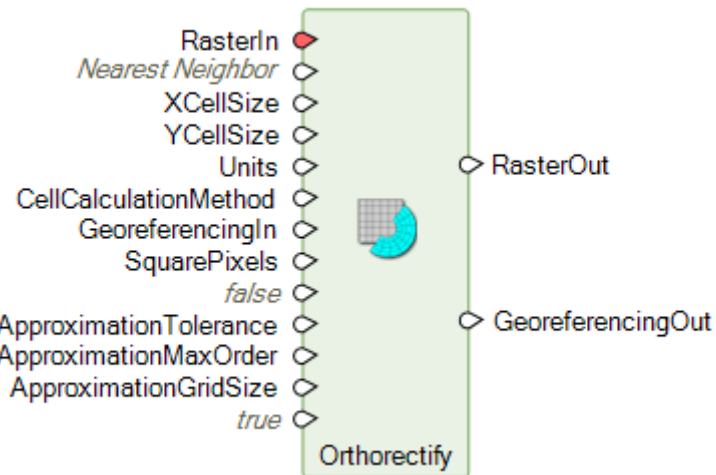 RasterIn
Nearest Neighbor
XCellSize
YCellSize
Units
CellCalculationMethod
GeoreferencingIn
SquarePixels
false
ApproximationTolerance
ApproximationMaxOrder
ApproximationGridSize
true
RasterOut
GeoreferencingOut
Orthorectify